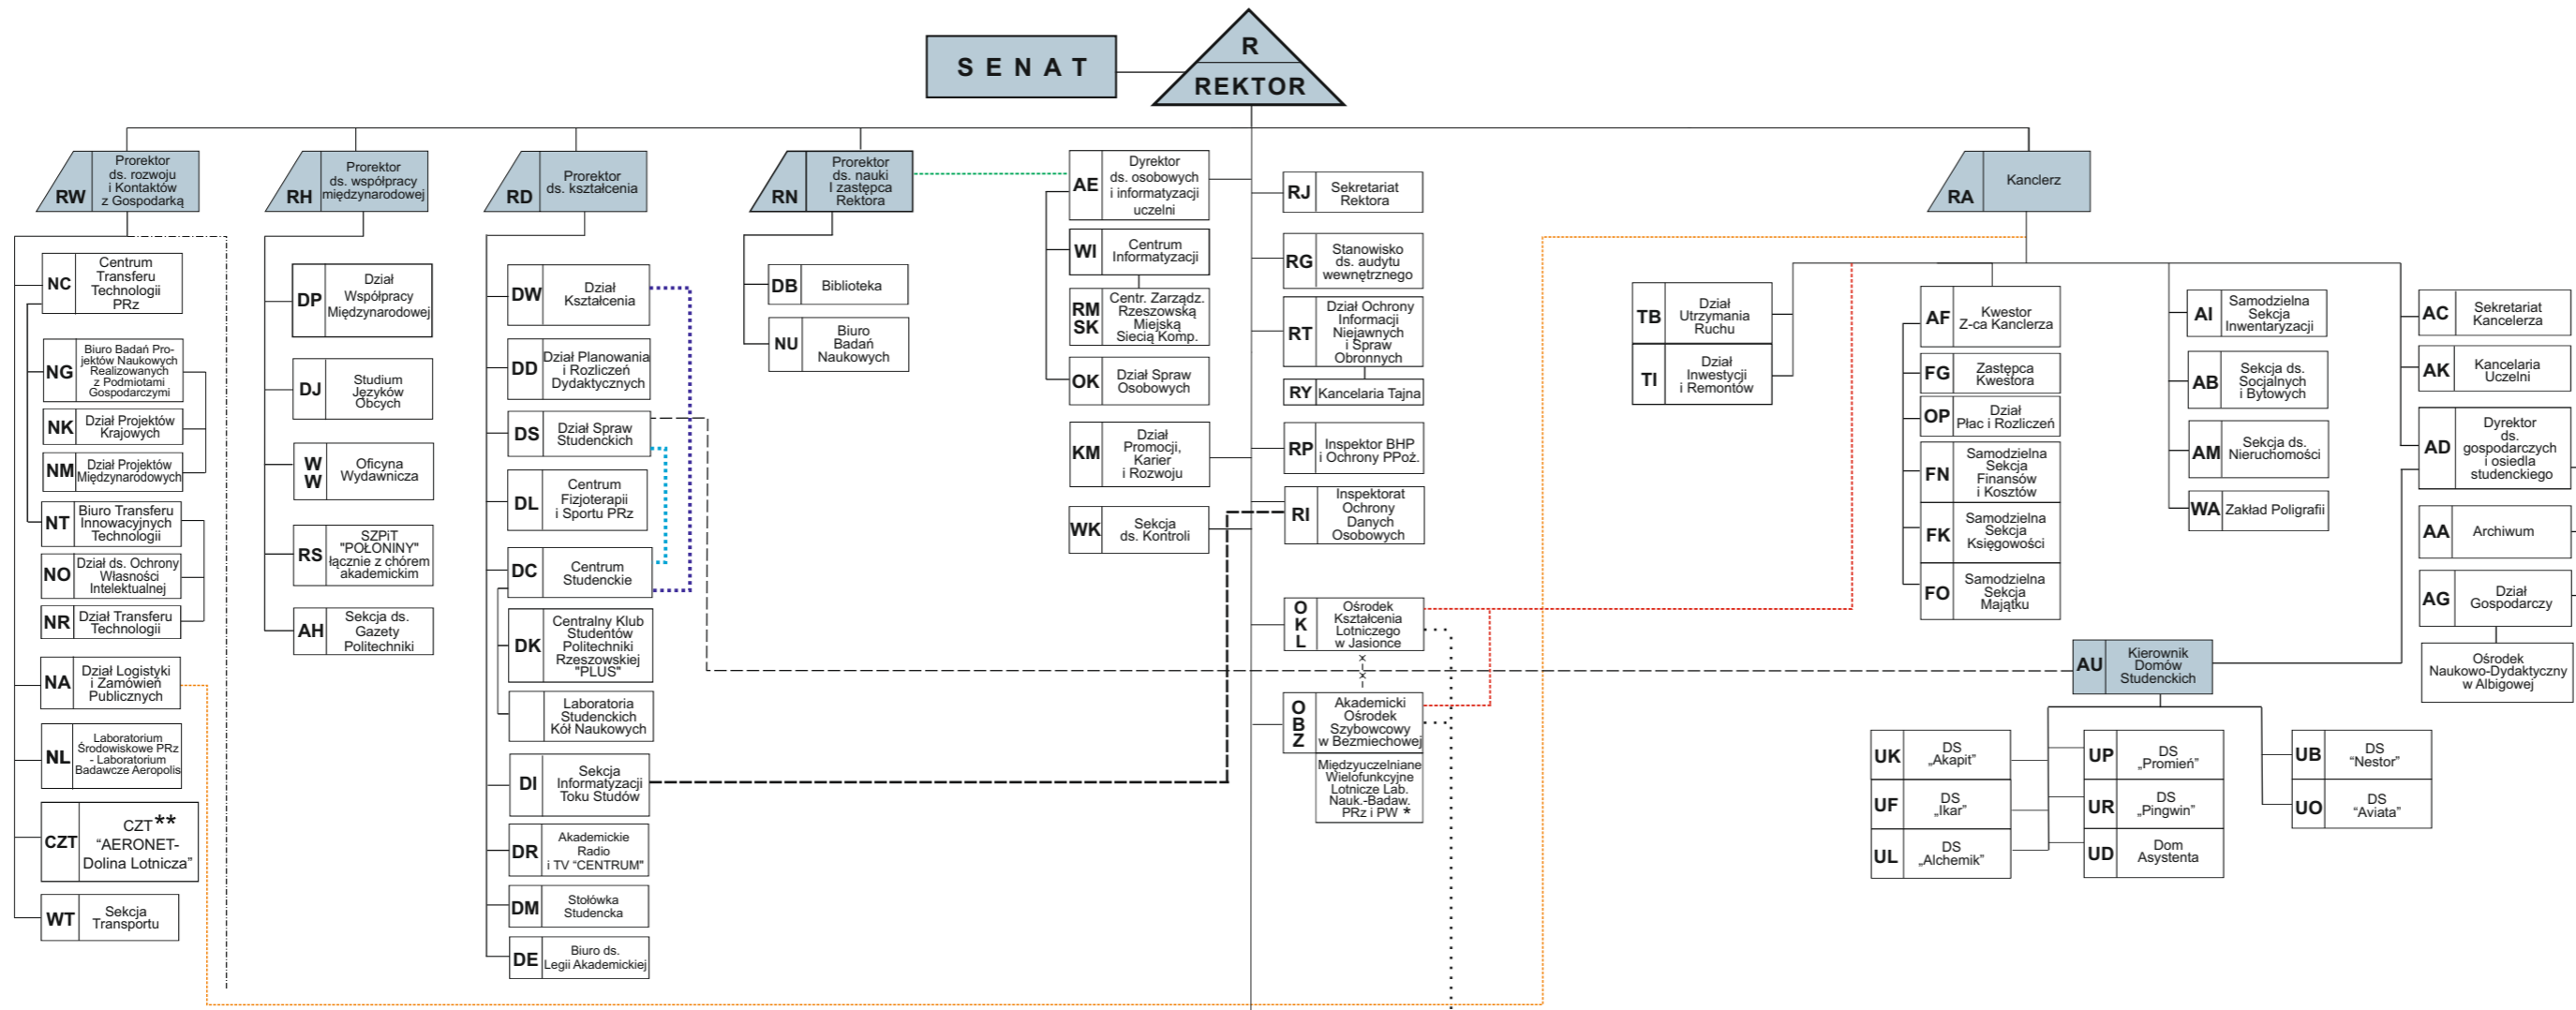 SENAT
R
REKTOR
RW
Prorektor
ds. rozwoju
i Kontaktów
z Gospodarką
RH
Prorektor
ds. współpracy
międzynarodowej
RD
Prorektor
ds. kształcenia
RN
Prorektor
ds. nauki
I zastępca
Rektora
RA
Kanclerz
NC
Centrum
Transferu
Technologii
PRz
NG
Biuro Badań Pro-
jektów Naukowych
Realizowanych
z Podmiotami
Gospodarczymi
NK
Dział Projektów
Krajowych
NM
Dział Projektów
Międzynarodowych
NT
Biuro Transferu
Innowacyjnych
Technologii
NO
Dział ds. Ochrony
Własności
Intelektualnej
NR
Dział Transferu
Technologii
NA
Dział Logistyki
i Zamówień
Publicznych
NL
Laboratorium
Środowiskowe PRz
- Laboratorium
Badawcze Aeropolis
CZT
CZT**
“AERONET-
Dolina Lotnicza”
WT
Sekcja
Transportu
DP
Dział
Współpracy
Międzynarodowej
DJ
Studium
Języków
Obcych
W
W
Oficyna
Wydawnicza
RS
SZPiT
"POŁONINY"
łącznie z chórem
akademickim
AH
Sekcja ds.
Gazety
Politechniki
DW
Dział
Kształcenia
DD
Dział Planowania
i Rozliczeń
Dydaktycznych
DS
Dział Spraw
Studenckich
DL
Centrum
Fizjoterapii
i Sportu PRz
DC
Centrum
Studenckie
DK
Centralny Klub
Studentów
Politechniki
Rzeszowskiej
"PLUS"
Laboratoria
Studenckich
Kół Naukowych
DI
Sekcja
Informatyzacji
Toku Studów
DR
Akademickie
Radio
i TV “CENTRUM”
DM
Stołówka
Studencka
DE
Biuro ds.
Legii Akademickiej
DB
Biblioteka
NU
Biuro
Badań
Naukowych
AE
Dyrektor
ds. osobowych
i informatyzacji
uczelni
WI
Centrum
Informatyzacji
RM
SK
Centr. Zarządz.
Rzeszowską
Miejską
Siecią Komp.
OK
Dział Spraw
Osobowych
KM
Dział
Promocji,
Karier
i Rozwoju
WK
Sekcja
ds. Kontroli
RJ
Sekretariat
Rektora
RG
Stanowisko
ds. audytu
wewnętrznego
RT
Dział Ochrony
Informacji
Niejawnych
i Spraw
Obronnych
RY
Kancelaria Tajna
RP
Inspektor BHP
i Ochrony PPoż.
RI
Inspektorat
Ochrony
Danych
Osobowych
O
K
L
Ośrodek
Kształcenia
Lotniczego
w Jasionce
O
B
Z
Akademicki
Ośrodek
Szybowcowy
w Bezmiechowej
Międzyuczelniane
Wielofunkcyjne
Lotnicze Lab.
Nauk.-Badaw.
PRz i PW *
TB
Dział
Utrzymania
Ruchu
TI
Dział
Inwestycji
i Remontów
AF
Kwestor
Z-ca Kanclerza
FG
Zastępca
Kwestora
OP
Dział
Płac i Rozliczeń
FN
Samodzielna
Sekcja
Finansów
i Kosztów
FK
Samodzielna
Sekcja
Księgowości
FO
Samodzielna
Sekcja
Majątku
AI
Samodzielna
Sekcja
Inwentaryzacji
AB
Sekcja ds.
Socjalnych
i Bytowych
AM
Sekcja ds.
Nieruchomości
WA
Zakład Poligrafii
AC
Sekretariat
Kancelerza
AK
Kancelaria
Uczelni
AD
Dyrektor
ds.
gospodarczych
i osiedla
studenckiego
AA
Archiwum
AG
Dział
Gospodarczy
Ośrodek
Naukowo-Dydaktyczny
w Albigowej
AU
Kierownik
Domów
Studenckich
UK
DS
„Akapit”
UF
DS
„Ikar”
UL
DS
„Alchemik”
UP
DS
„Promień”
UR
DS
„Pingwin”
UD
Dom
Asystenta
UB
DS
“Nestor”
UO
DS
“Aviata”